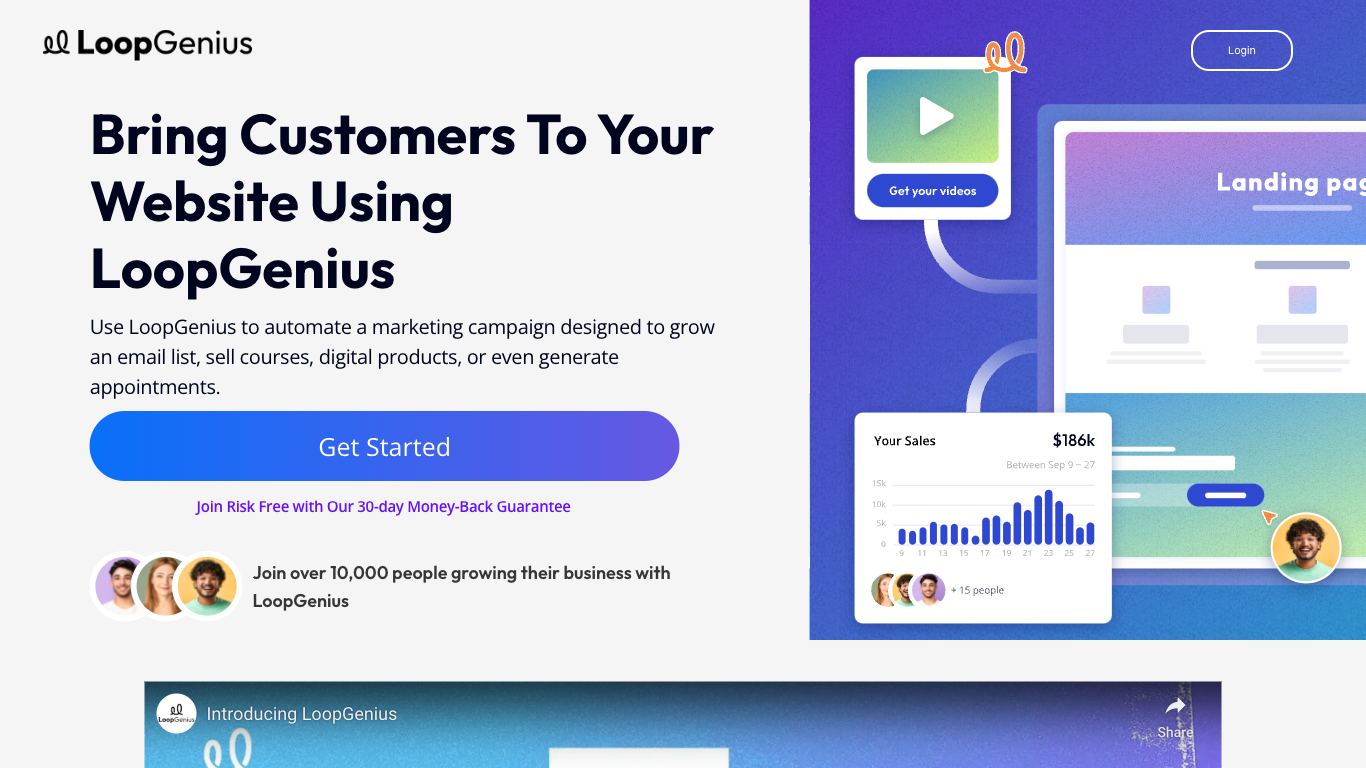 LoopGenius
Login
Bring Customers To Your
Website Using
LoopGenius
Use LoopGenius to automate a marketing campaign designed to grow
an email list, sell courses, digital products, or even generate
appointments.
Get Started
Join Risk Free with Our 30-day Money-Back Guarantee
Join over 10,000 people growing their business with
LoopGenius
Get your videos
Landing pag
Your Sales
$186k
Between Sep 9 – 27
15k
10k
5k
0
9 11 13 15 17 19 21 23 25 27
+ 15 people
LoopGenius
Introducing LoopGenius
Share